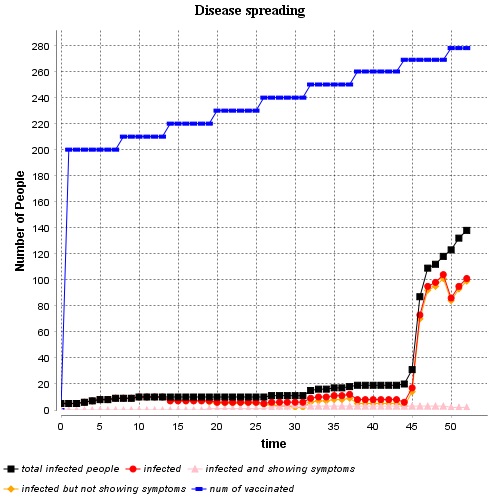 Disease spreading
Number of People
280
260
240
220
200
180
160
140
120
100
80
60
40
20
0
0 5 10 15 20 25 30 35 40 45 50
time
total infected people infected infected and showing symptoms
infected but not showing symptoms num of vaccinated